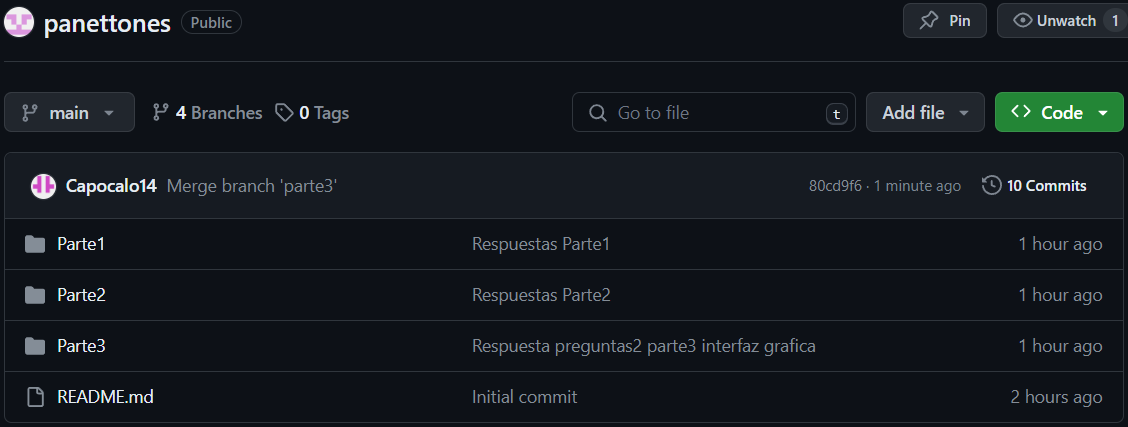 panettones Public Pin Unwatch 1
main 4 Branches 0 Tags Go to file t Add file Code
Capocalo14 Merge branch 'parte3' 80cd9f6 · 1 minute ago 10 Commits
Parte1 Respuestas Parte1 1 hour ago
Parte2 Respuestas Parte2 1 hour ago
Parte3 Respuesta preguntas2 parte3 interfaz grafica 1 hour ago
README.md Initial commit 2 hours ago